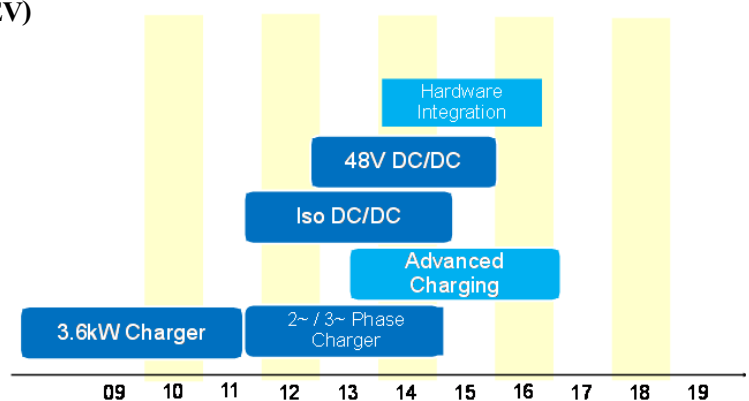 EV)
Hardware
Integration
48V DC/DC
Iso DC/DC
Advanced
Charging
3.6kW Charger
2~ / 3~ Phase
Charger
09 10 11 12 13 14 15 16 17 18 19